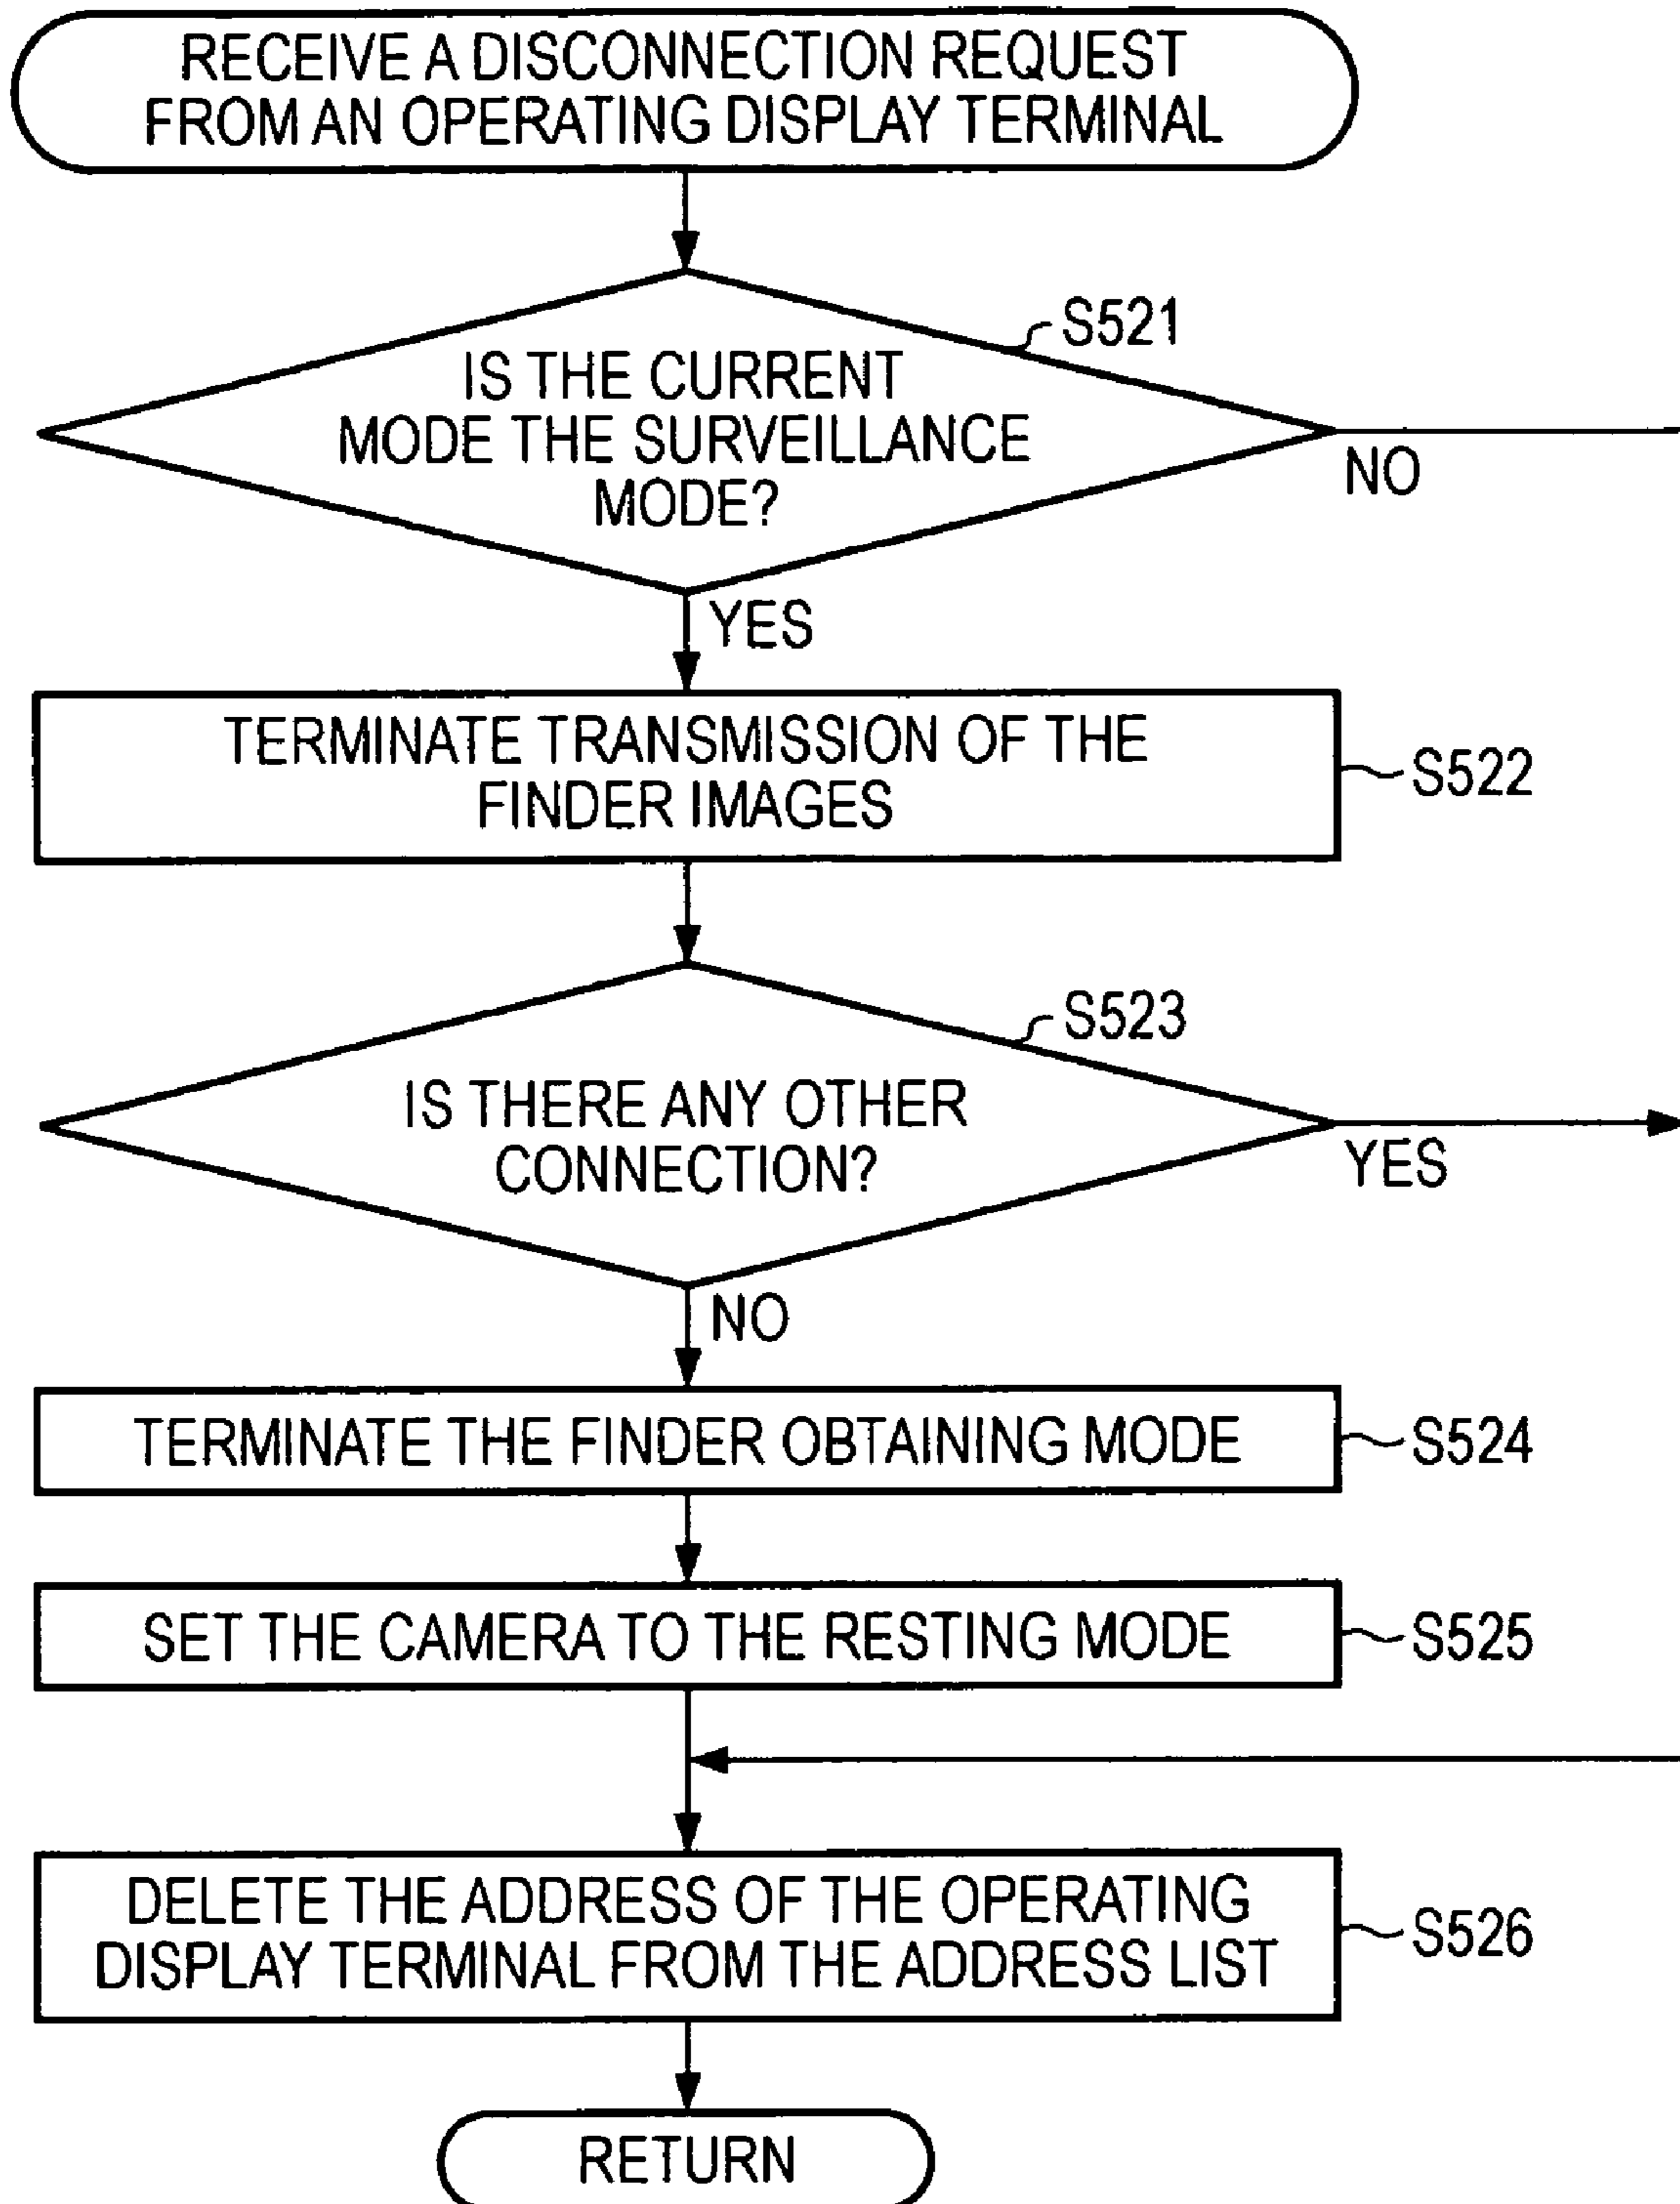 RECEIVE A DISCONNECTION REQUEST
FROM AN OPERATING DISPLAY TERMINAL
S521
IS THE CURRENT
MODE THE SURVEILLANCE
MODE?
NO
YES
TERMINATE TRANSMISSION OF THE
FINDER IMAGES
S522
S523
IS THERE ANY OTHER
CONNECTION?
YES
NO
TERMINATE THE FINDER OBTAINING MODE
S524
SET THE CAMERA TO THE RESTING MODE
S525
DELETE THE ADDRESS OF THE OPERATING
DISPLAY TERMINAL FROM THE ADDRESS LIST
S526
RETURN